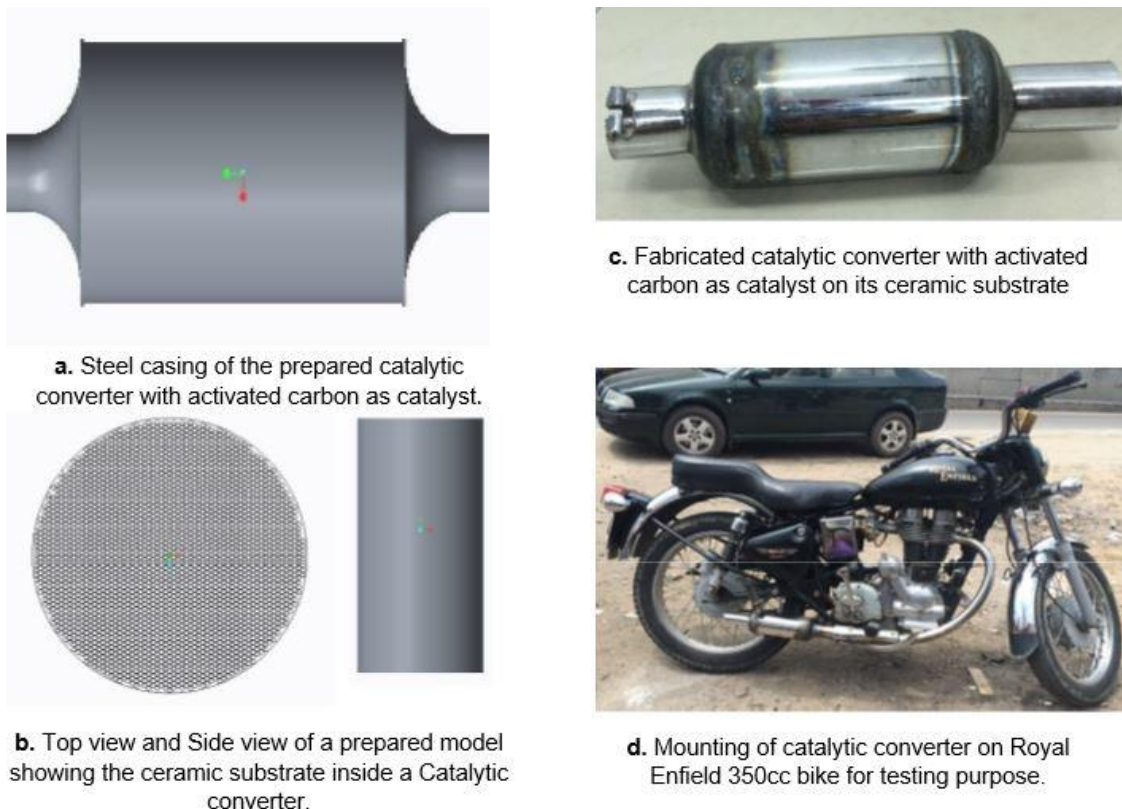 a. Steel casing of the prepared catalytic
converter with activated carbon as catalyst.
b. Top view and Side view of a prepared model
showing the ceramic substrate inside a Catalytic
converter.
c. Fabricated catalytic converter with activated
carbon as catalyst on its ceramic substrate
ROYAL
ENFIELD
d. Mounting of catalytic converter on Royal
Enfield 350cc bike for testing purpose.